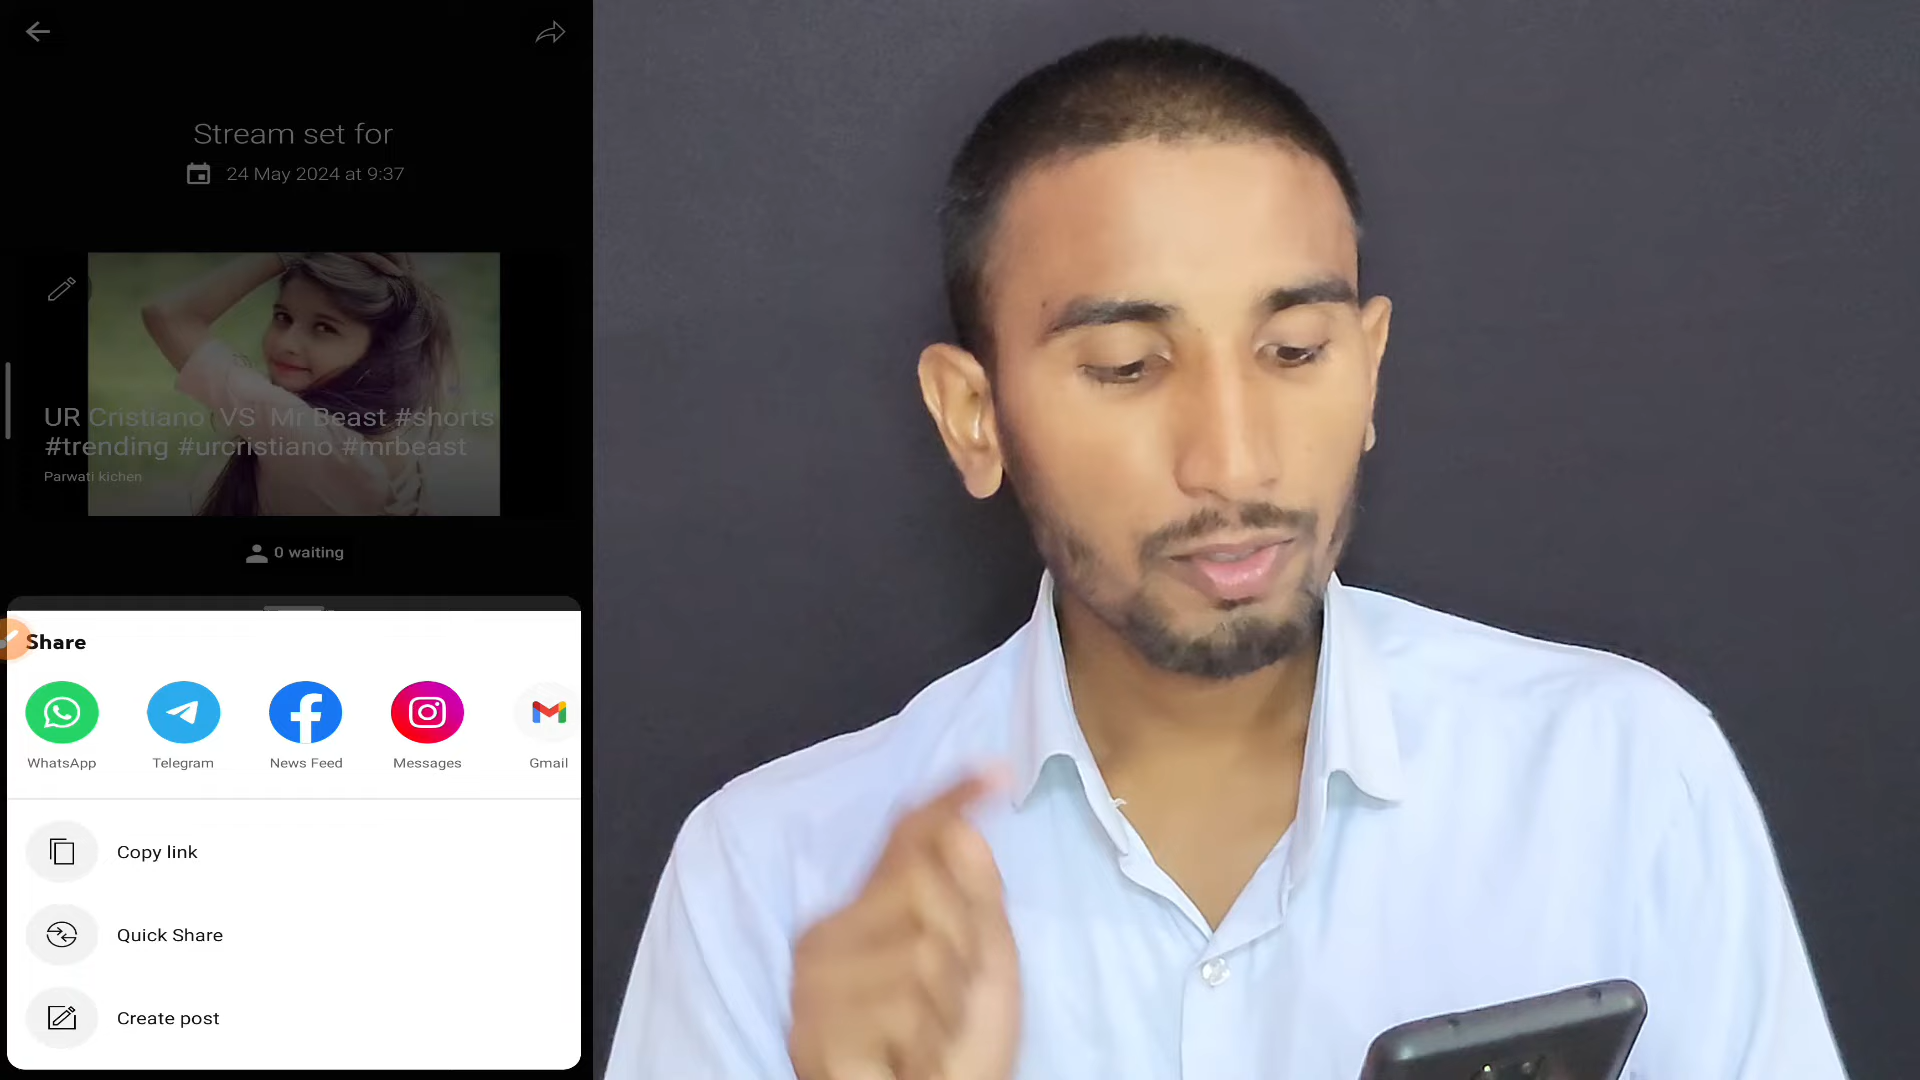 Stream set for
24 May 2024 at 9:37
UR Cristiano VS Mr Beast #shorts
#trending #urcristiano #mrbeast
Parwati kichen
0 waiting
Share
WhatsApp
Telegram
News Feed
Messages
Gmail
Copy link
Quick Share
Create post